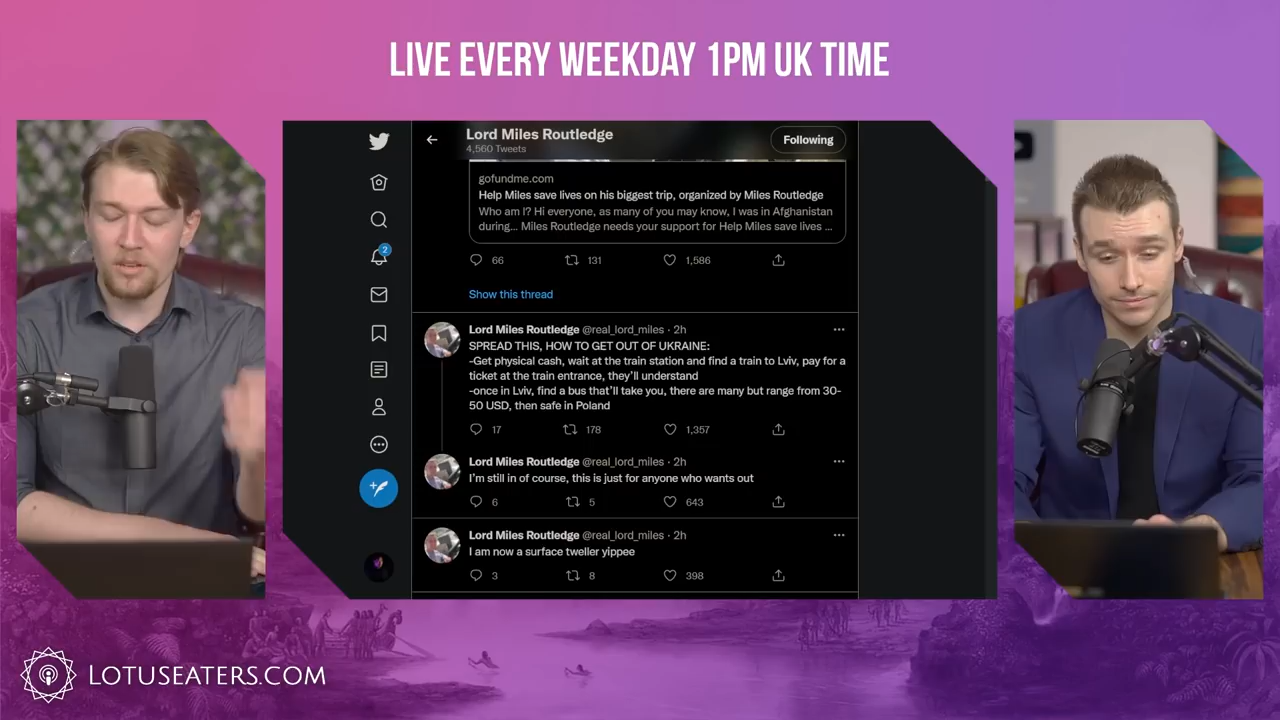 LIVE EVERY WEEKDAY 1PM UK TIME
Lord Miles Routledge
4,560 Tweets
Following
gofundme.com
Help Miles save lives on his biggest trip, organized by Miles Routledge
Who am I? Hi everyone, as many of you may know, I was in Afghanistan
during... Miles Routledge needs your support for Help Miles save lives ...
66 131 1,586
Show this thread
2
Lord Miles Routledge @real_lord_miles · 2h
SPREAD THIS, HOW TO GET OUT OF UKRAINE:
-Get physical cash, wait at the train station and find a train to Lviv, pay for a
ticket at the train entrance, they'll understand
-once in Lviv, find a bus that'll take you, there are many but range from 30-
50 USD, then safe in Poland
17 178 1,357
Lord Miles Routledge @real_lord_miles · 2h
I'm still in of course, this is just for anyone who wants out
6 5 643
Lord Miles Routledge @real_lord_miles · 2h
I am now a surface tweller yippee
3 8 398
LOTUSEATERS.COM